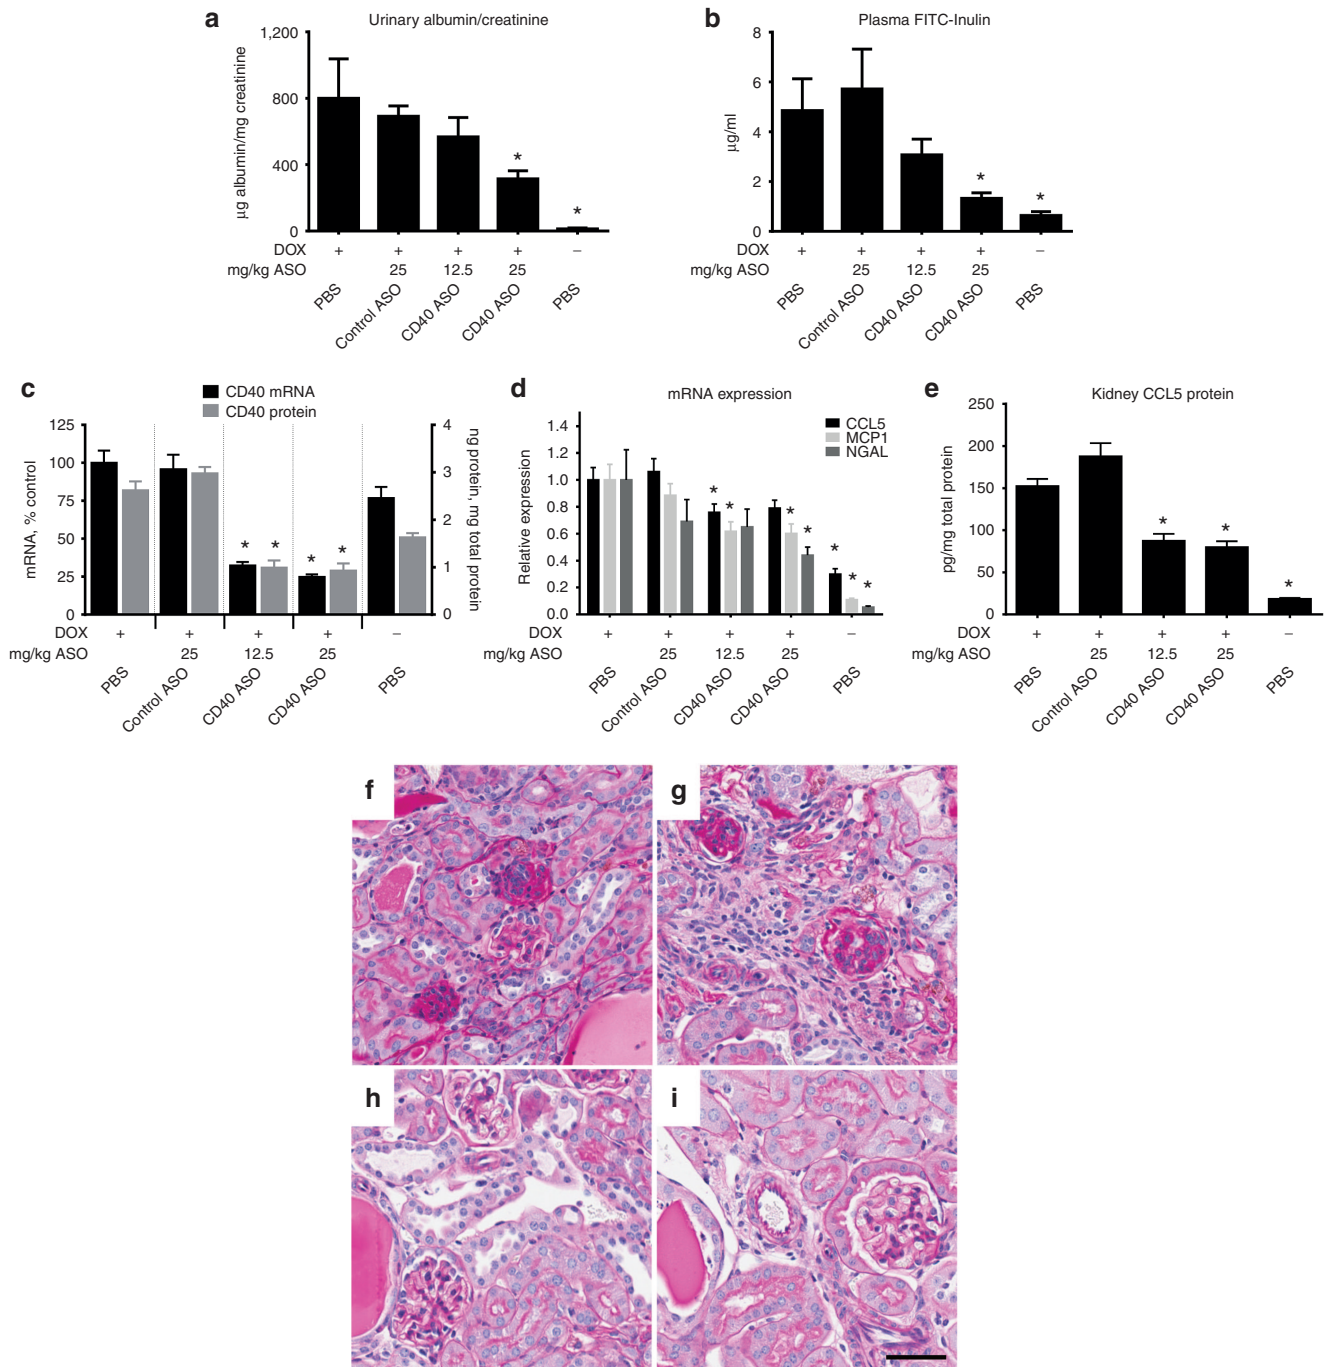 a
Urinary albumin/creatinine
1,200
800
400
0
µg albumin/mg creatinine
*
*
DOX + + + + –
mg/kg ASO 25 12.5 25
PBS
Control ASO
CD40 ASO
CD40 ASO
PBS
b
Plasma FITC-Inulin
8
6
4
2
0
µg/ml
*
*
DOX + + + + –
mg/kg ASO 25 12.5 25
PBS
Control ASO
CD40 ASO
CD40 ASO
PBS
c
CD40 mRNA
CD40 protein
125
100
75
50
25
0
mRNA, % control
4
3
2
1
0
ng protein, mg total protein
* *
* *
DOX + + + + –
mg/kg ASO 25 12.5 25
PBS
Control ASO
CD40 ASO
CD40 ASO
PBS
d
mRNA expression
CCL5
MCP1
NGAL
1.4
1.2
1.0
0.8
0.6
0.4
0.2
0.0
Relative expression
* *
* *
* * *
DOX + + + + –
mg/kg ASO 25 12.5 25
PBS
Control ASO
CD40 ASO
CD40 ASO
PBS
e
Kidney CCL5 protein
250
200
150
100
50
0
pg/mg total protein
*
*
*
DOX + + + + –
mg/kg ASO 25 12.5 25
PBS
Control ASO
CD40 ASO
CD40 ASO
PBS
f
g
h
i